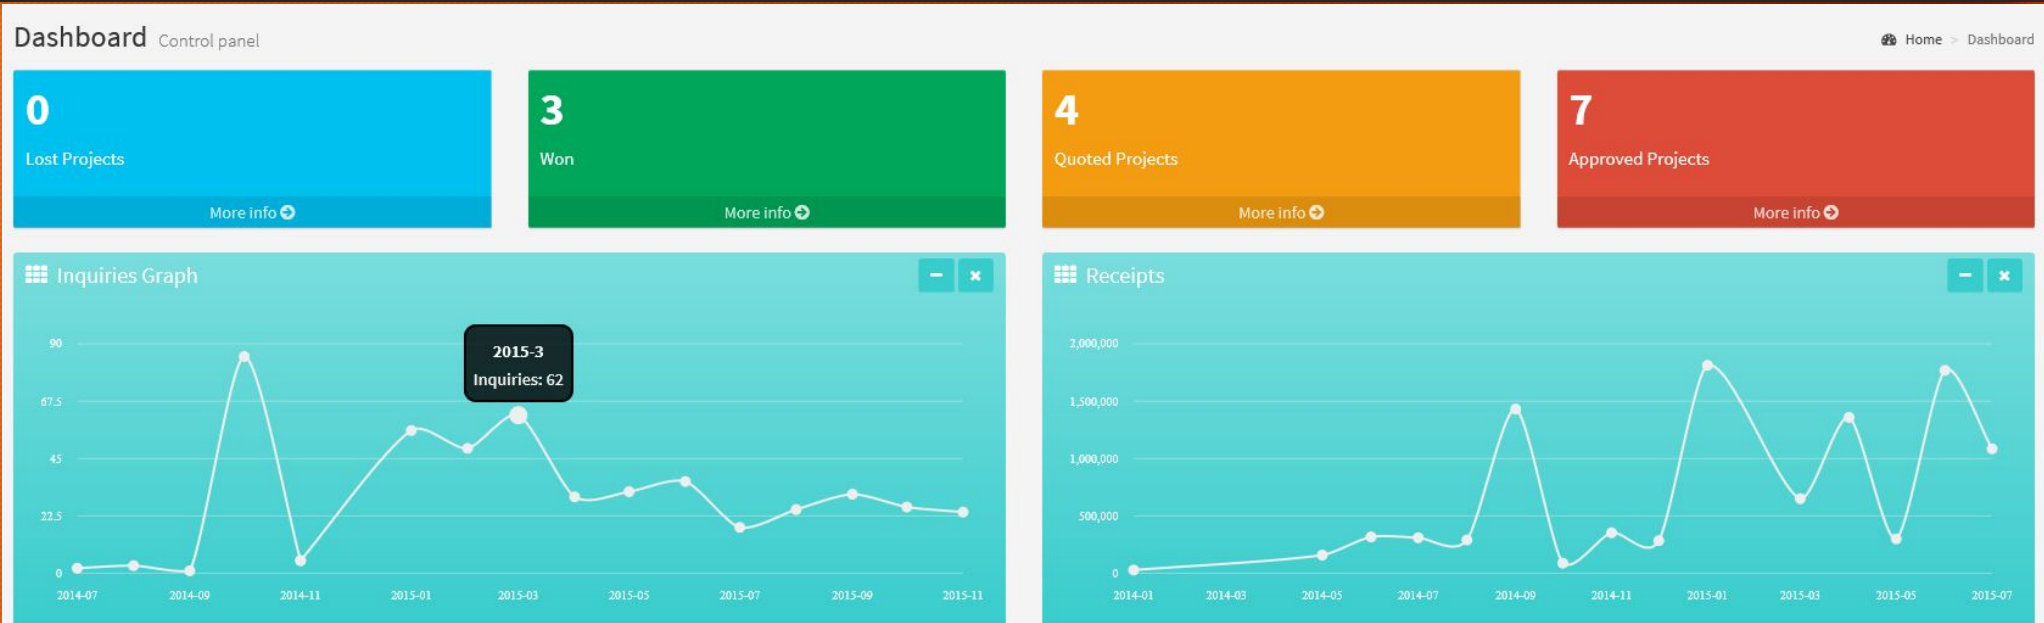 Dashboard Control panel
Home > Dashboard
0
Lost Projects
More info
3
Won
More info
4
Quoted Projects
More info
7
Approved Projects
More info
Inquiries Graph
90
67.5
45
22.5
0
2015-3
Inquiries: 62
2014-07 2014-09 2014-11 2015-01 2015-03 2015-05 2015-07 2015-09 2015-11
Receipts
2,000,000
1,500,000
1,000,000
500,000
0
2014-01 2014-03 2014-05 2014-07 2014-09 2014-11 2015-01 2015-03 2015-05 2015-07